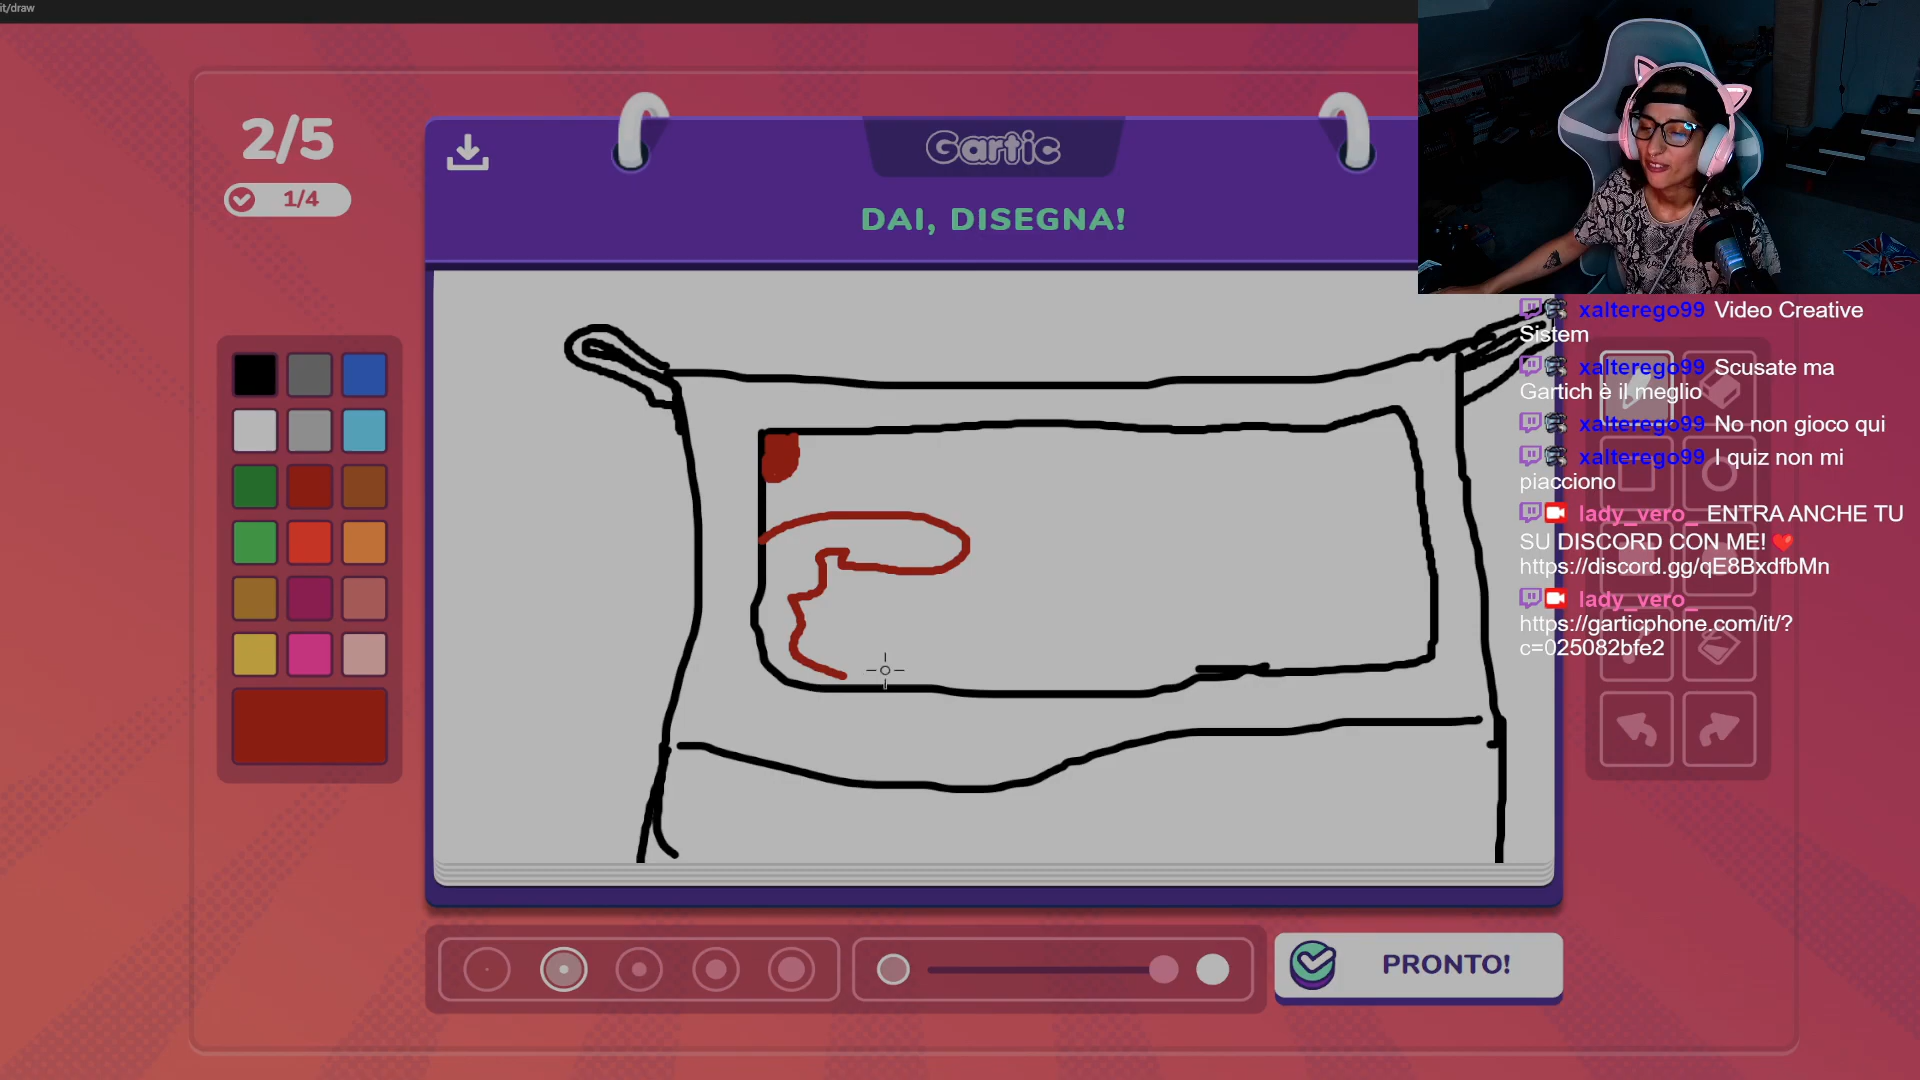 it/draw
2/5
1/4
Gartic
DAI, DISEGNA!
xalterego99 Video Creative
Sistem
xalterego99 Scusate ma
Gartich è il meglio
xalterego99 No non gioco qui
xalterego99 I quiz non mi
piacciono
lady_vero_ ENTRA ANCHE TU
SU DISCORD CON ME!
https://discord.gg/qE8BxdfbMn
lady_vero_
https://garticphone.com/it/?
c=025082bfe2
PRONTO!